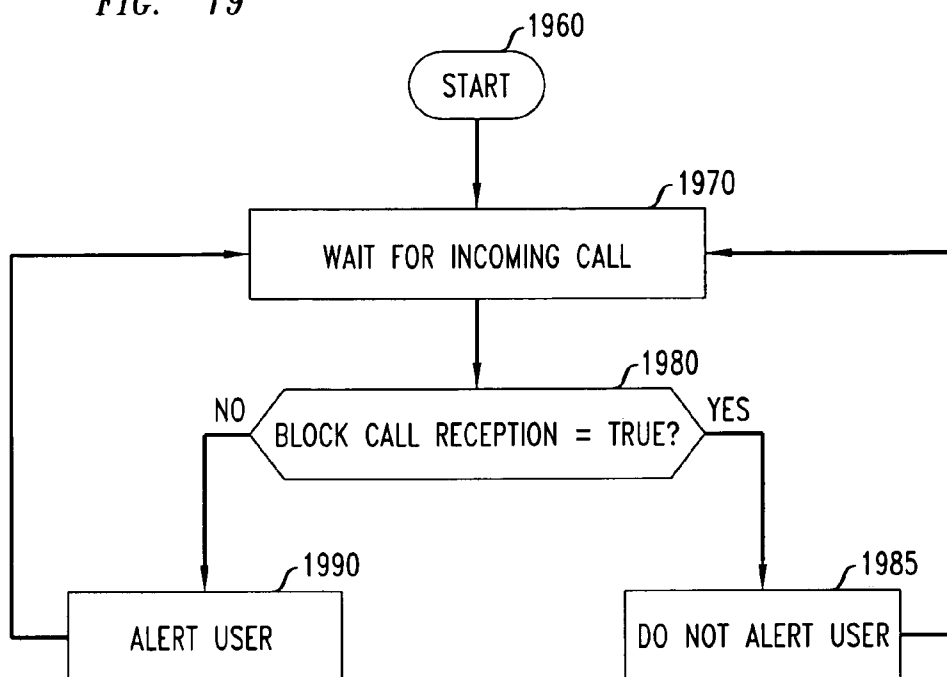 FIG. 19
1960
START
1970
WAIT FOR INCOMING CALL
1980
NO
BLOCK CALL RECEPTION = TRUE?
YES
1990
1985
ALERT USER
DO NOT ALERT USER